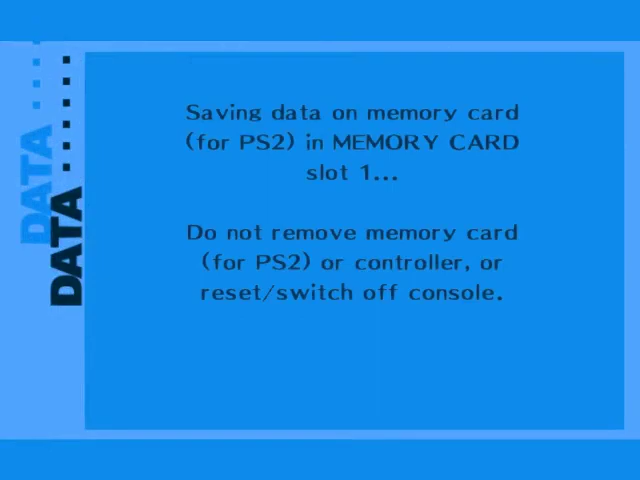 DATA
DATA
Saving data on memory card
(for PS2) in MEMORY CARD
slot 1...
Do not remove memory card
(for PS2) or controller, or
reset/switch off console.